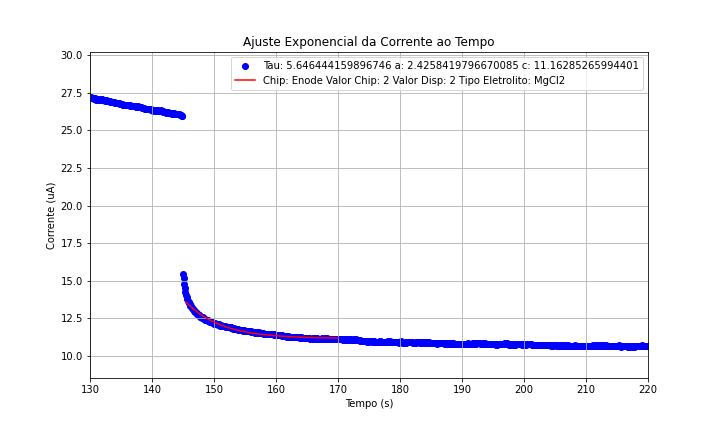 Ajuste Exponencial da Corrente ao Tempo
Tau: 5.646444159896746 a: 2.4258419796670085 c: 11.16285265994401
Chip: Enode Valor Chip: 2 Valor Disp: 2 Tipo Eletrolito: MgCl2
30.0
27.5
25.0
22.5
20.0
17.5
15.0
12.5
10.0
Corrente (uA)
130 140 150 160 170 180 190 200 210 220
Tempo (s)